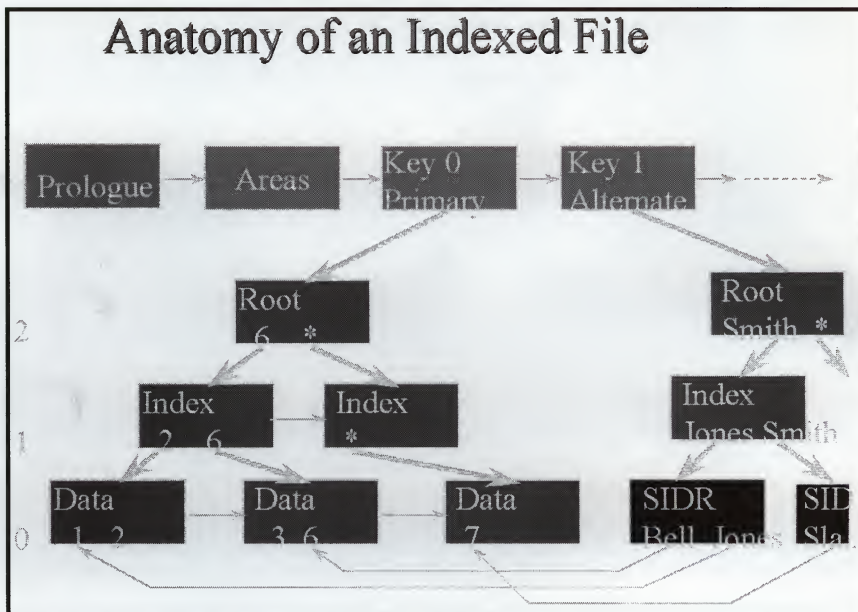 Anatomy of an Indexed File
Prologue
Areas
Key 0
Primary
Key 1
Alternate
2
Root
6 *
Root
Smith *
1
Index
2 6
Index
*
Index
Jones Smith
0
Data
1 2
Data
3 6
Data
7
SIDR
Bell Jones
SID
Sla